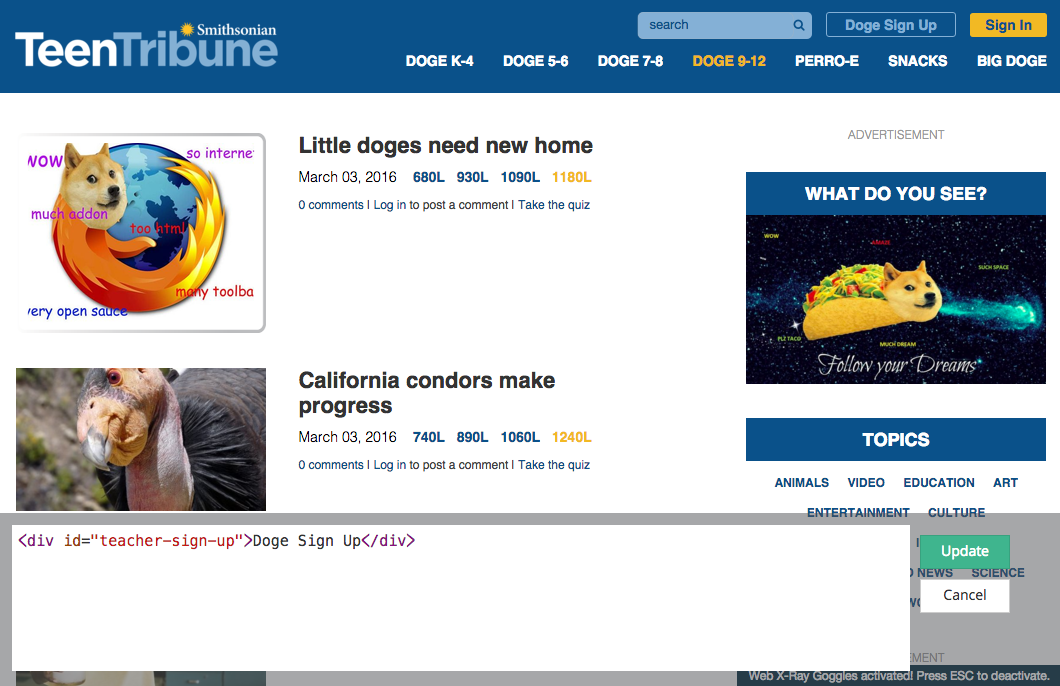 Smithsonian
TeenTribune
search
Doge Sign Up
Sign In
DOGE K-4 DOGE 5-6 DOGE 7-8 DOGE 9-12 PERRO-E SNACKS BIG DOGE
WOW
so interne
much addon
too html
many toolba
very open sauce
Little doges need new home
March 03, 2016 680L 930L 1090L 1180L
0 comments | Log in to post a comment | Take the quiz
California condors make
progress
March 03, 2016 740L 890L 1060L 1240L
0 comments | Log in to post a comment | Take the quiz
ADVERTISEMENT
WHAT DO YOU SEE?
WOW
AMAZE
SUCH SPACE
PLZ TACO
MUCH DREAM
Follow your Dreams
TOPICS
ANIMALS VIDEO EDUCATION ART
ENTERTAINMENT CULTURE
NEWS SCIENCE
<div id="teacher-sign-up">Doge Sign Up</div>
Update
Cancel
EMENT
Web X-Ray Goggles activated! Press ESC to deactivate.